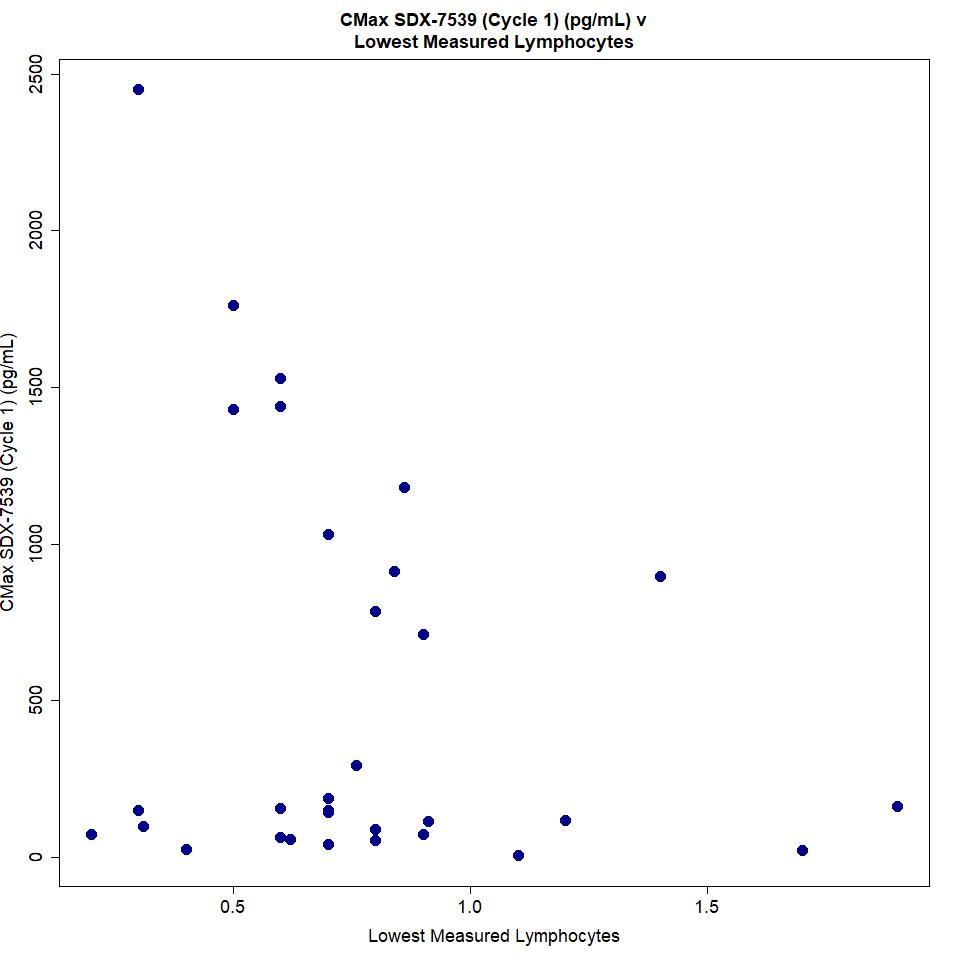 CMax SDX-7539 (Cycle 1) (pg/mL) v
Lowest Measured Lymphocytes
2500
2000
1500
1000
500
0
CMax SDX-7539 (Cycle 1) (pg/mL)
0.5
1.0
1.5
Lowest Measured Lymphocytes